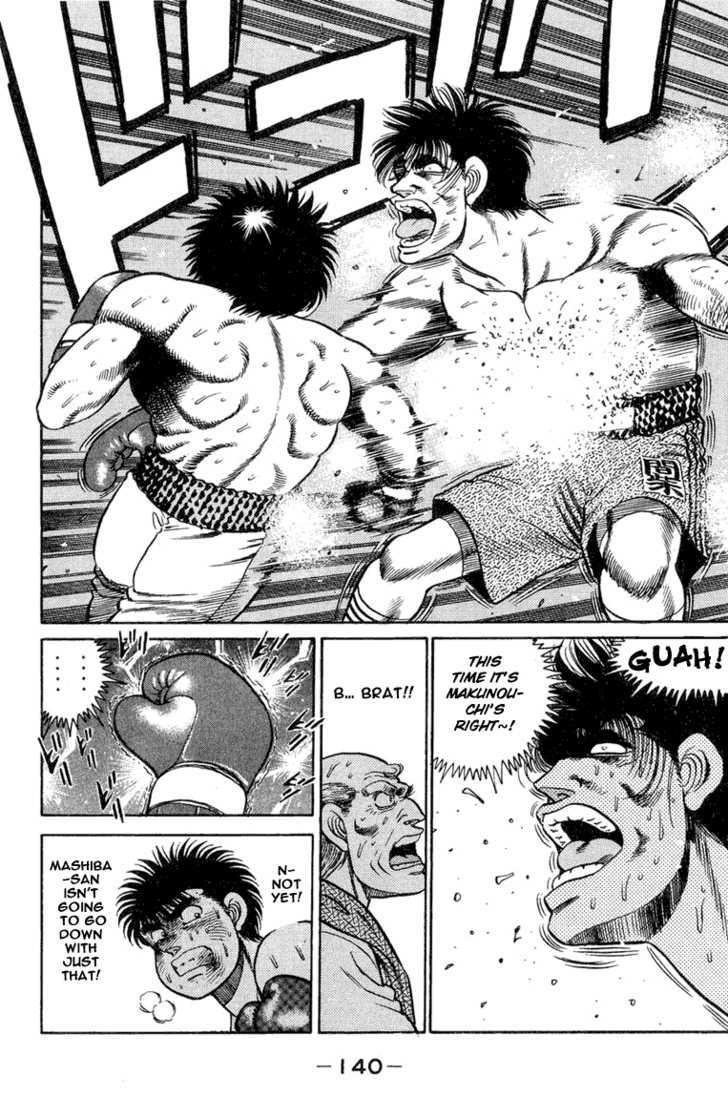 GUAH!
THIS
TIME IT'S
MAKUNOU-
CHI'S
RIGHT~!
B... BRAT!!
N-
NOT
YET!
MASHIBA
-SAN
ISN'T
GOING
TO GO
DOWN
WITH
JUST
THAT!
-140-